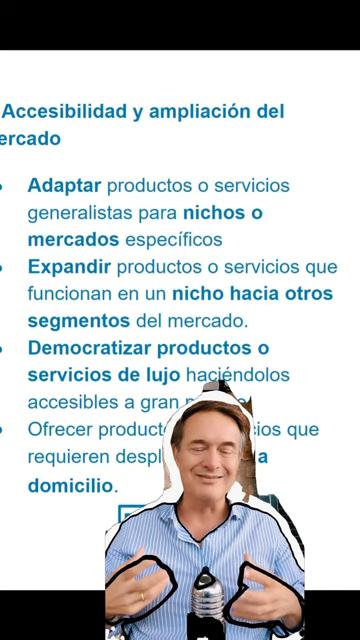 Accesibilidad y ampliación del
ercado
Adaptar productos o servicios
generalistas para nichos o
mercados específicos
Expandir productos o servicios que
funcionan en un nicho hacia otros
segmentos del mercado.
Democratizar productos o
servicios de lujo haciéndolos
accesibles a gran
Ofrecer que
requieren a
domicilio.